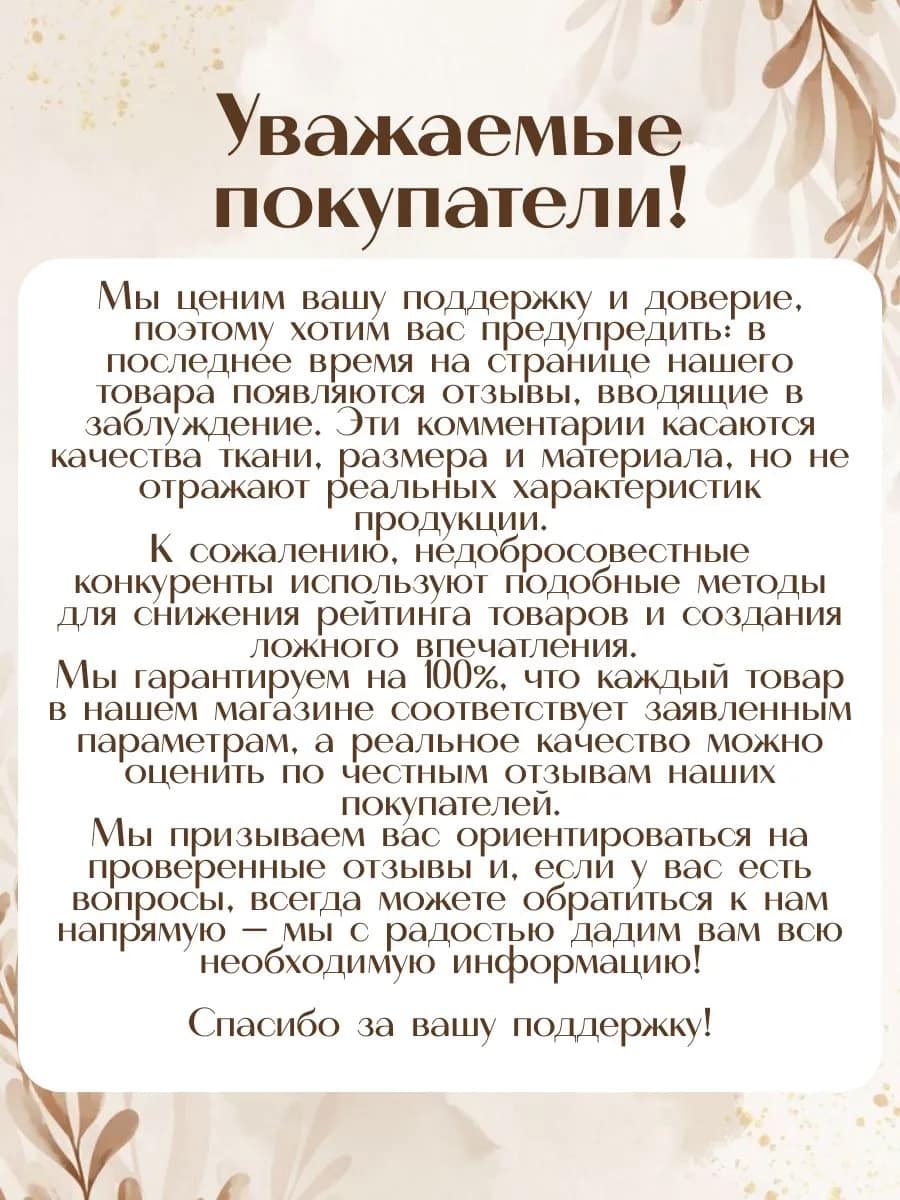 Уважаемые
покупатели!
Мы ценим вашу поддержку и доверие,
поэтому хотим вас предупредить: в
последнее время на странице нашего
товара появляются отзывы, вводящие в
заблуждение. Эти комментарии касаются
качества ткани, размера и материала, но не
отражают реальных характеристик
продукции.
К сожалению, недобросовестные
конкуренты используют подобные методы
для снижения рейтинга товаров и создания
ложного впечатления.
Мы гарантируем на 100%, что каждый товар
в нашем магазине соответствует заявленным
параметрам, а реальное качество можно
оценить по честным отзывам наших
покупателей.
Мы призываем вас ориентироваться на
проверенные отзывы и, если у вас есть
вопросы, всегда можете обратиться к нам
напрямую – мы с радостью дадим вам всю
необходимую информацию!
Спасибо за вашу поддержку!